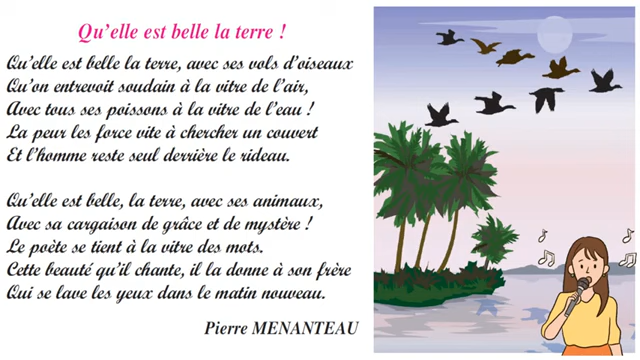 Qu'elle est belle la terre !
Qu'elle est belle la terre, avec ses vols d'oiseaux
Qu'on entrevoit soudain à la vitre de l'air,
Avec tous ses poissons à la vitre de l'eau !
La peur les force vite à chercher un couvert
Et l'homme reste seul derrière le rideau.
Qu'elle est belle, la terre, avec ses animaux,
Avec sa cargaison de grâce et de mystère !
Le poète se tient à la vitre des mots.
Cette beauté qu'il chante, il la donne à son frère
Qui se lave les yeux dans le matin nouveau.
Pierre MENANTEAU